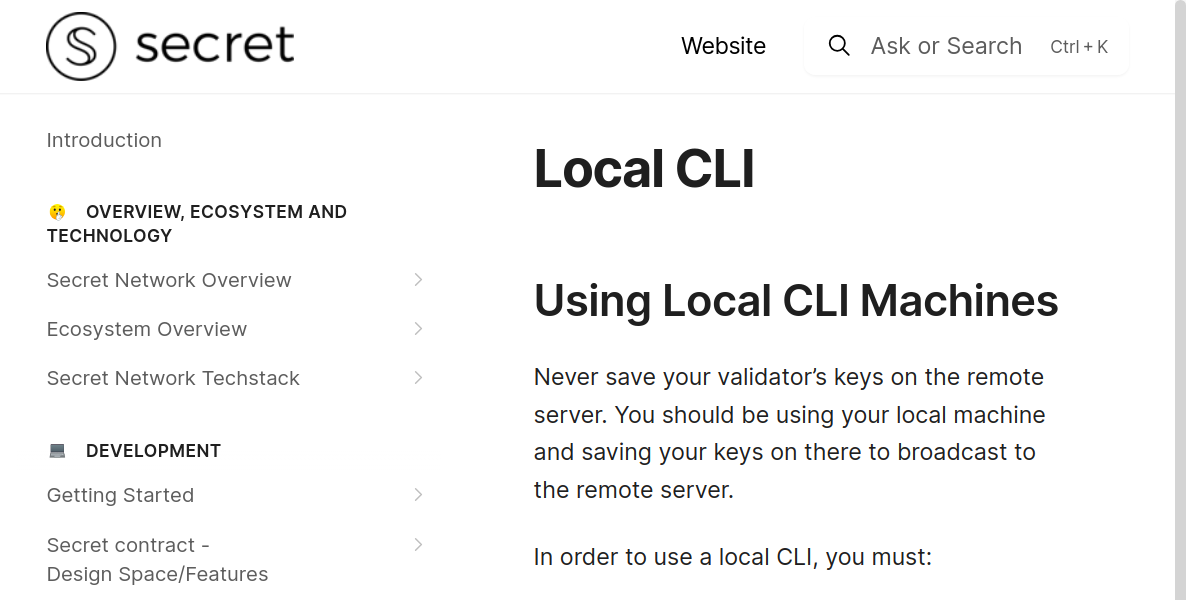 secret
Website
Ask or Search Ctrl + K
Introduction
OVERVIEW, ECOSYSTEM AND
TECHNOLOGY
Secret Network Overview
Ecosystem Overview
Secret Network Techstack
DEVELOPMENT
Getting Started
Secret contract -
Design Space/Features
Local CLI
Using Local CLI Machines
Never save your validator’s keys on the remote
server. You should be using your local machine
and saving your keys on there to broadcast to
the remote server.
In order to use a local CLI, you must: